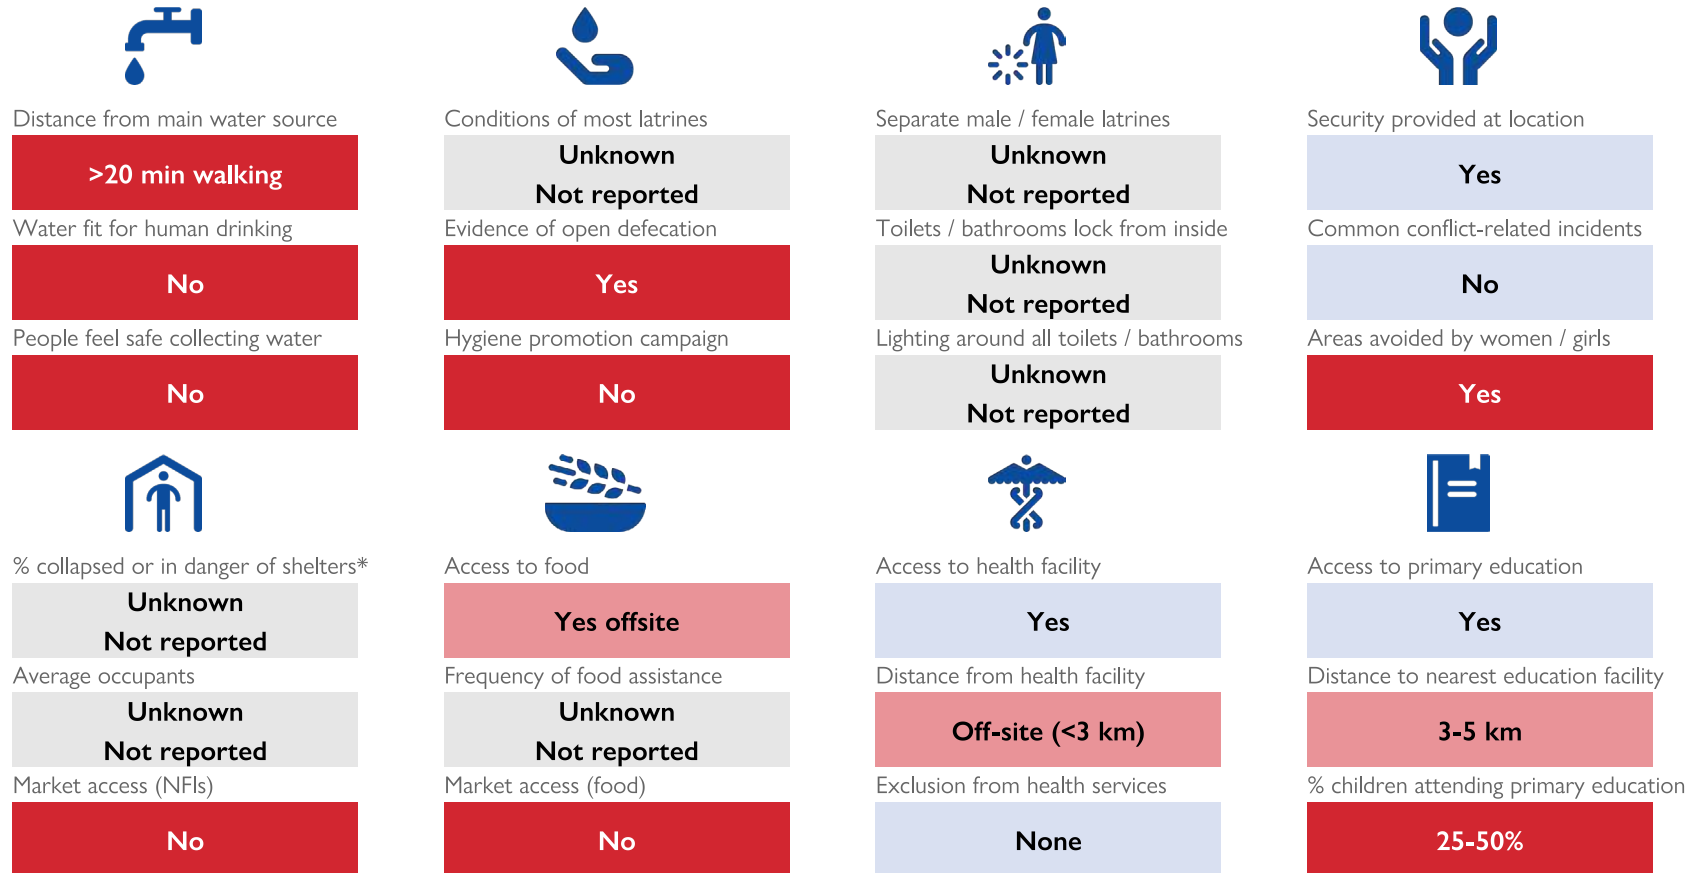 Distance from main water source
>20 min walking
Water fit for human drinking
No
People feel safe collecting water
No
Conditions of most latrines
Unknown
Not reported
Evidence of open defecation
Yes
Hygiene promotion campaign
No
Separate male / female latrines
Unknown
Not reported
Toilets / bathrooms lock from inside
Unknown
Not reported
Lighting around all toilets / bathrooms
Unknown
Not reported
Security provided at location
Yes
Common conflict-related incidents
No
Areas avoided by women / girls
Yes
% collapsed or in danger of shelters*
Unknown
Not reported
Average occupants
Unknown
Not reported
Market access (NFIs)
No
Access to food
Yes offsite
Frequency of food assistance
Unknown
Not reported
Market access (food)
No
Access to health facility
Yes
Distance from health facility
Off-site (<3 km)
Exclusion from health services
None
Access to primary education
Yes
Distance to nearest education facility
3-5 km
% children attending primary education
25-50%